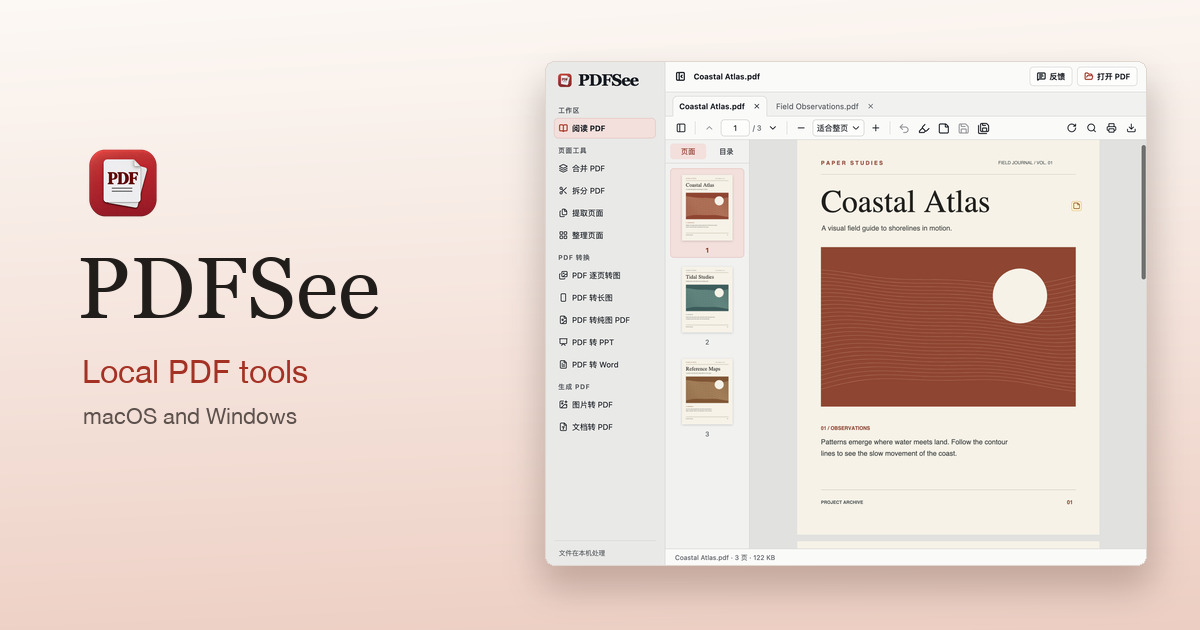 PDF
PDFSee
Local PDF tools
macOS and Windows
PDFSee
工作区
阅读 PDF
页面工具
合并 PDF
拆分 PDF
提取页面
整理页面
PDF 转换
PDF 逐页转图
PDF 转长图
PDF 转纯图 PDF
PDF 转 PPT
PDF 转 Word
生成 PDF
图片转 PDF
文档转 PDF
文件在本机处理
Coastal Atlas.pdf
反馈
打开 PDF
Coastal Atlas.pdf
Field Observations.pdf
1 / 3
适合整页
页面
目录
Coastal Atlas
1
Tidal Studies
2
Reference Maps
3
PAPER STUDIES
FIELD JOURNAL / VOL. 01
Coastal Atlas
A visual field guide to shorelines in motion.
01 / OBSERVATIONS
Patterns emerge where water meets land. Follow the contour
lines to see the slow movement of the coast.
PROJECT ARCHIVE
01
Coastal Atlas.pdf · 3 页 · 122 KB